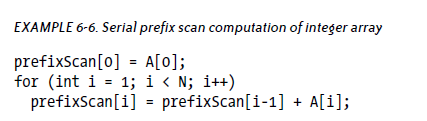 EXAMPLE 6-6. Serial prefix scan computation of integer array
prefixScan[0] = A[0];
for (int i = 1; i < N; i++)
  prefixScan[i] = prefixScan[i-1] + A[i];